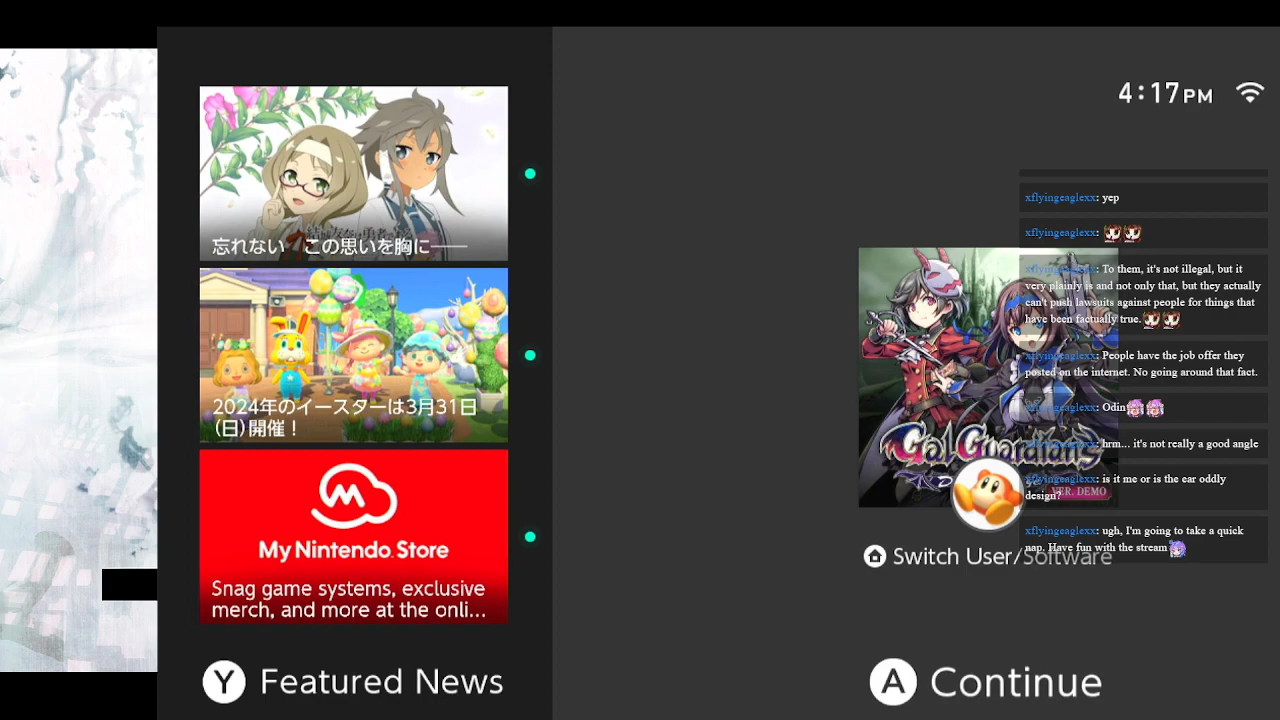 忘れない この思いを胸に──
2024年のイースターは3月31日
(日)開催！
My Nintendo Store
Snag game systems, exclusive
merch, and more at the onli...
Y Featured News
4:17PM
xflyingeaglexx: yep
xflyingeaglexx:
xflyingeaglexx: To them, it's not illegal, but it
very plainly is and not only that, but they actually
can't push lawsuits against people for things that
have been factually true.
xflyingeaglexx: People have the job offer they
posted on the internet. No going around that fact.
xflyingeaglexx: Odin
xflyingeaglexx: hrm... it's not really a good angle
xflyingeaglexx: is it me or is the ear oddly
design?
xflyingeaglexx: ugh, I'm going to take a quick
nap. Have fun with the stream
Gal Guardians
VER. DEMO
Switch User/Software
A Continue